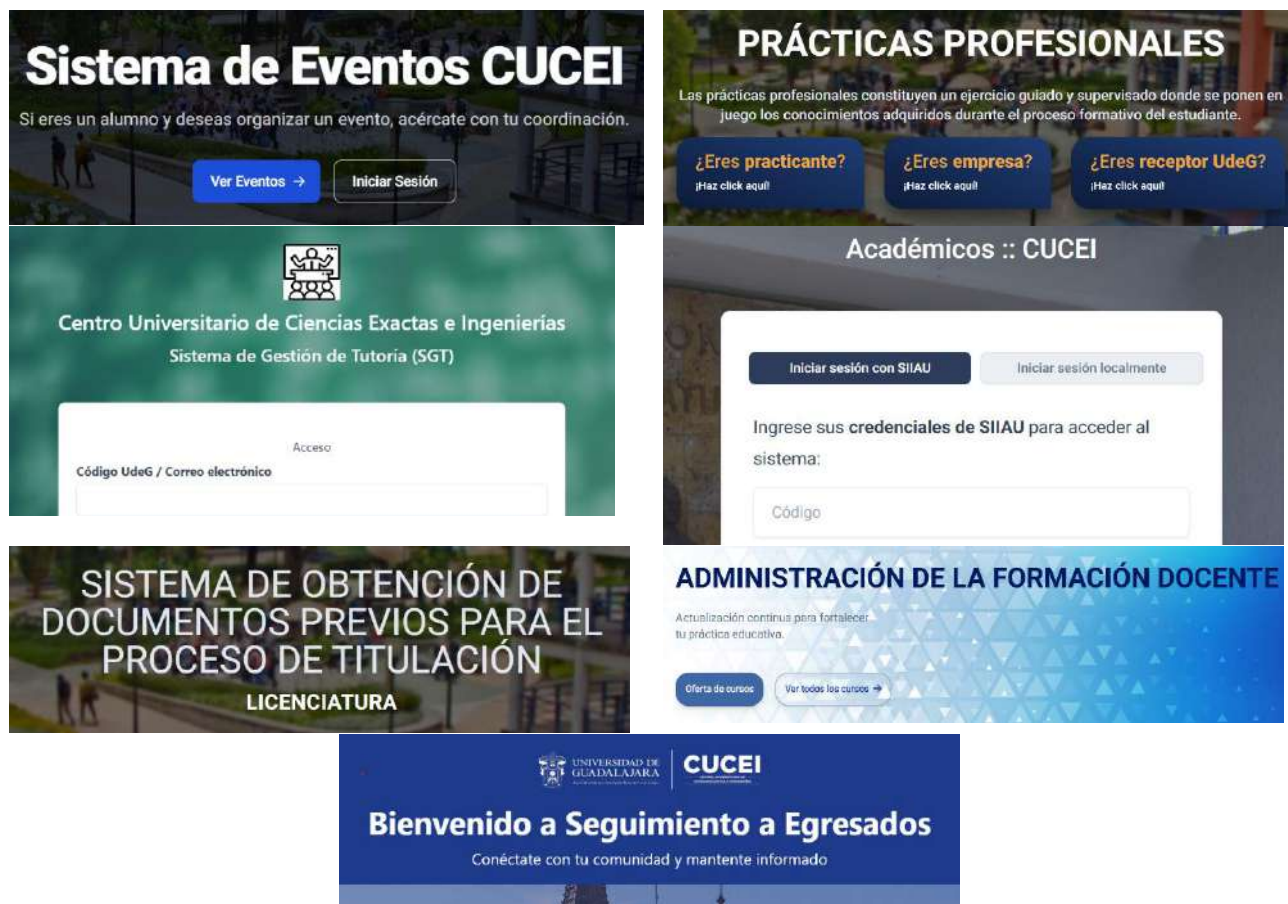 Sistema de Eventos CUCEI
Si eres un alumno y deseas organizar un evento, acércate con tu coordinación.
Ver Eventos →
Iniciar Sesión
PRÁCTICAS PROFESIONALES
Las prácticas profesionales constituyen un ejercicio guiado y supervisado donde se ponen en
juego los conocimientos adquiridos durante el proceso formativo del estudiante.
¿Eres practicante?
¡Haz click aquí!
¿Eres empresa?
¡Haz click aquí!
¿Eres receptor UdeG?
¡Haz click aquí!
Centro Universitario de Ciencias Exactas e Ingenierías
Sistema de Gestión de Tutoría (SGT)
Acceso
Código UdeG / Correo electrónico
Académicos :: CUCEI
Iniciar sesión con SIIAU
Iniciar sesión localmente
Ingrese sus credenciales de SIIAU para acceder al
sistema:
Código
SISTEMA DE OBTENCIÓN DE
DOCUMENTOS PREVIOS PARA EL
PROCESO DE TITULACIÓN
LICENCIATURA
ADMINISTRACIÓN DE LA FORMACIÓN DOCENTE
Actualización continua para fortalecer
tu práctica educativa.
Oferta de cursos
Ver todos los cursos →
UNIVERSIDAD DE
GUADALAJARA
CUCEI
Bienvenido a Seguimiento a Egresados
Conéctate con tu comunidad y mantente informado